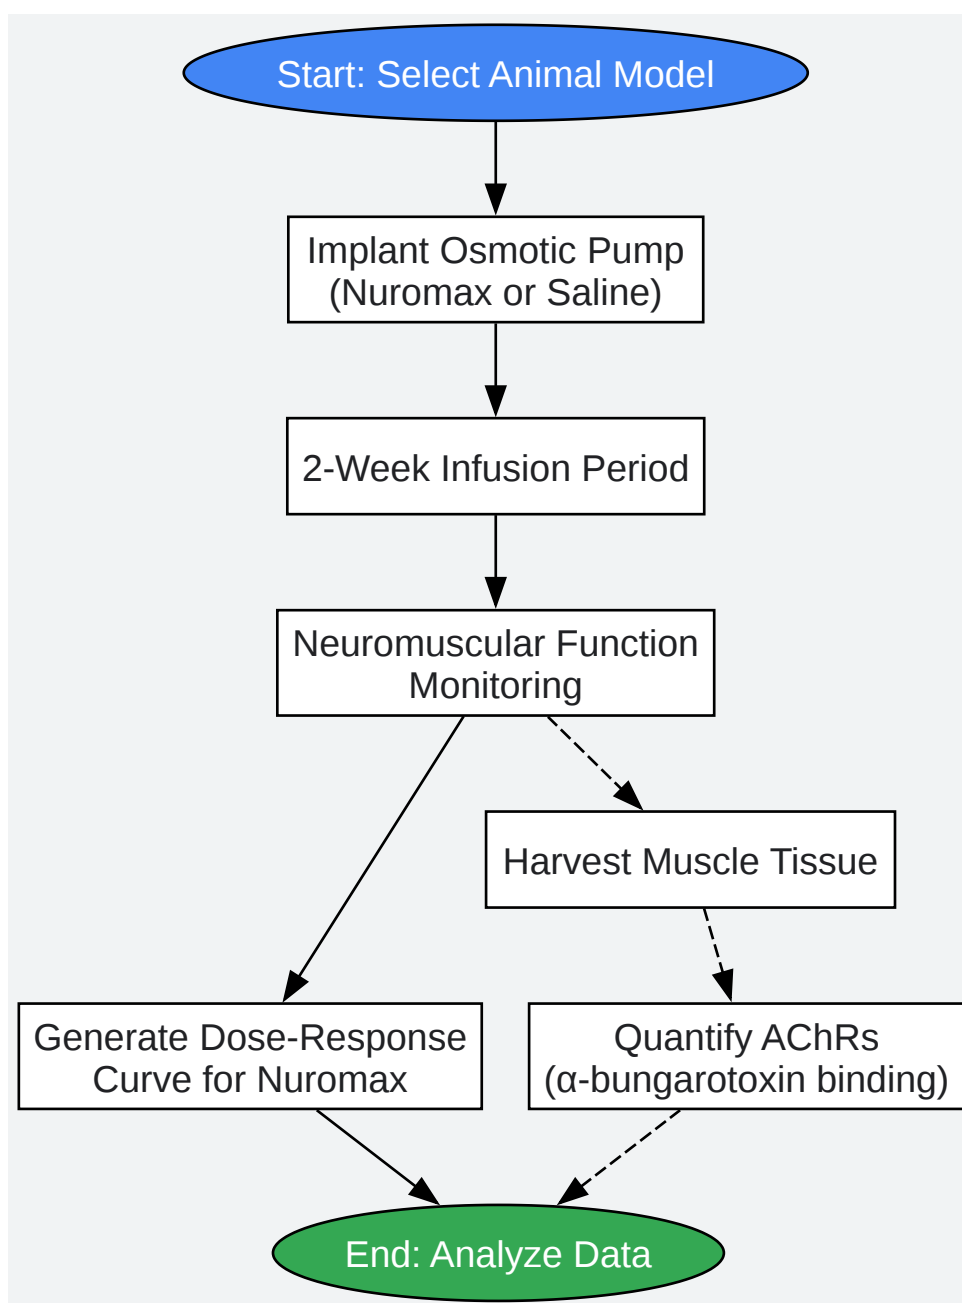 Start: Select Animal Model
Implant Osmotic Pump
(Nuromax or Saline)
2-Week Infusion Period
Neuromuscular Function
Monitoring
Harvest Muscle Tissue
Generate Dose-Response
Curve for Nuromax
Quantify AChRs
(α-bungarotoxin binding)
End: Analyze Data